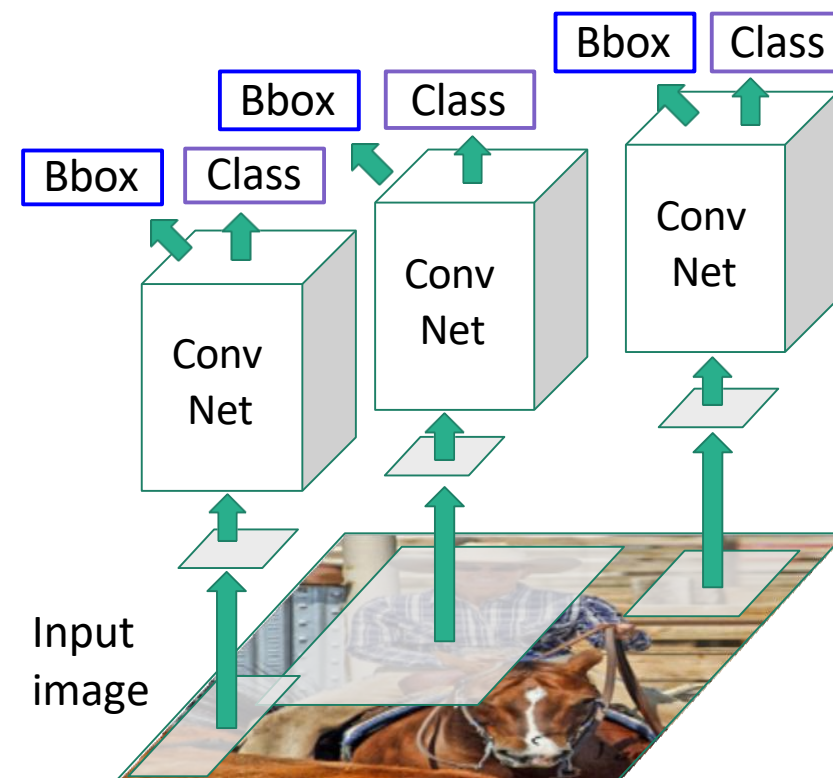 Bbox Class
Bbox Class
Bbox Class
Conv
Net
Conv
Net
Conv
Net
Input
image